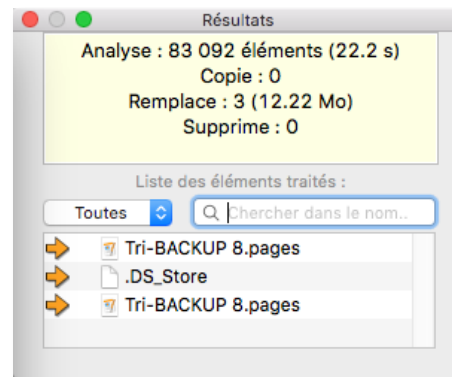 Résultats
Analyse : 83 092 éléments (22.2 s)
Copie : 0
Remplace : 3 (12.22 Mo)
Supprime : 0
Liste des éléments traités :
Toutes
Chercher dans le nom..
Tri-BACKUP 8.pages
.DS_Store
Tri-BACKUP 8.pages